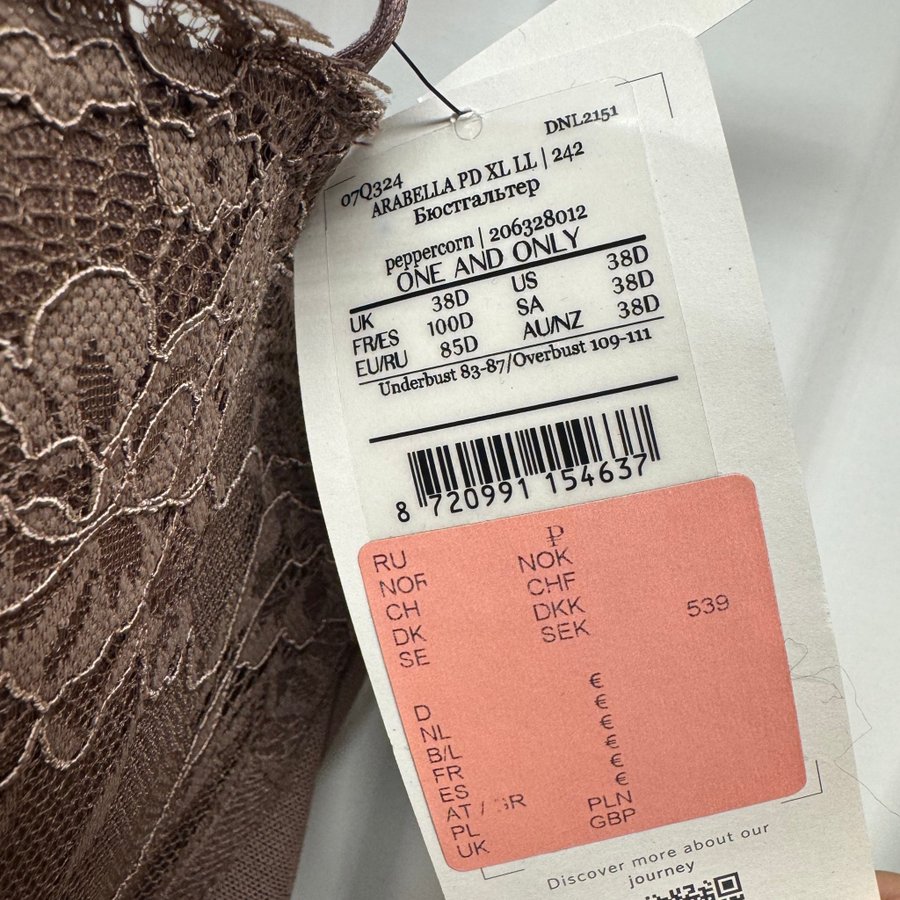 DNL2151
07Q324
ARABELLA PD XL LL | 242
Бюстгальтер
peppercorn | 206328012
ONE AND ONLY
UK 38D US 38D
FR/ES 100D SA 38D
EU/RU 85D AU/NZ 38D
Underbust 83-87/Overbust 109-111
8 720991 154637
RU ₽
NOR NOK
CH CHF
DK DKK 539
SE SEK
D €
NL €
B/L €
FR €
ES €
AT / GR €
PL PLN
UK GBP
Discover more about our
journey